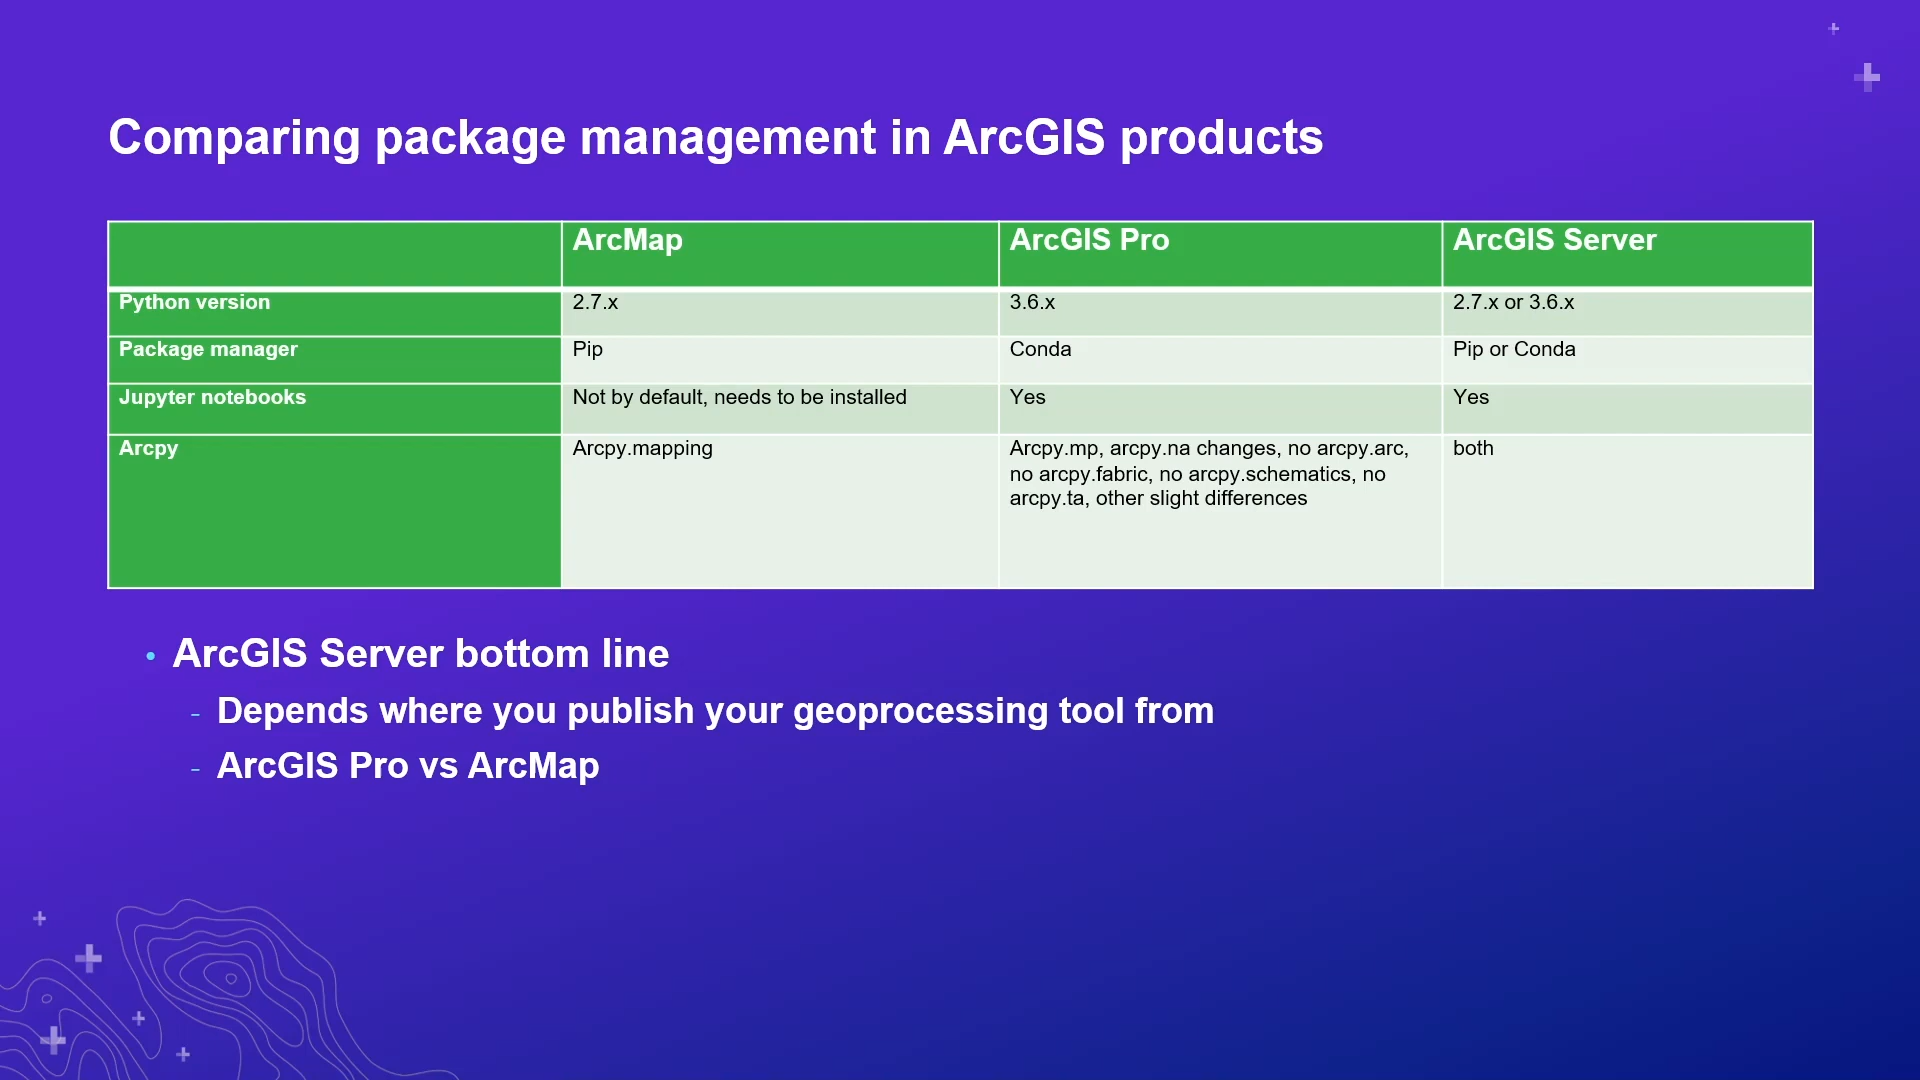 Comparing package management in ArcGIS products
ArcMap ArcGIS Pro ArcGIS Server
Python version 2.7.x 3.6.x 2.7.x or 3.6.x
Package manager Pip Conda Pip or Conda
Jupyter notebooks Not by default, needs to be installed Yes Yes
Arcpy Arcpy.mapping Arcpy.mp, arcpy.na changes, no arcpy.arc, both
no arcpy.fabric, no arcpy.schematics, no
arcpy.ta, other slight differences
• ArcGIS Server bottom line
- Depends where you publish your geoprocessing tool from
- ArcGIS Pro vs ArcMap